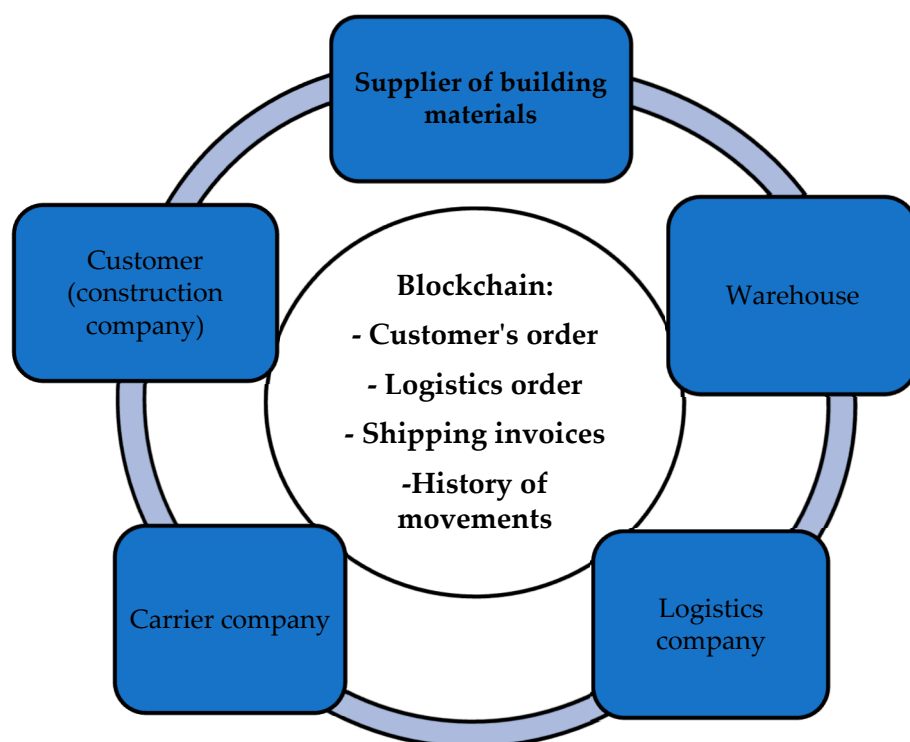 Supplier of building
materials
Customer
(construction
company)
Warehouse
Blockchain:
- Customer's order
- Logistics order
- Shipping invoices
-History of
movements
Carrier company
Logistics
company